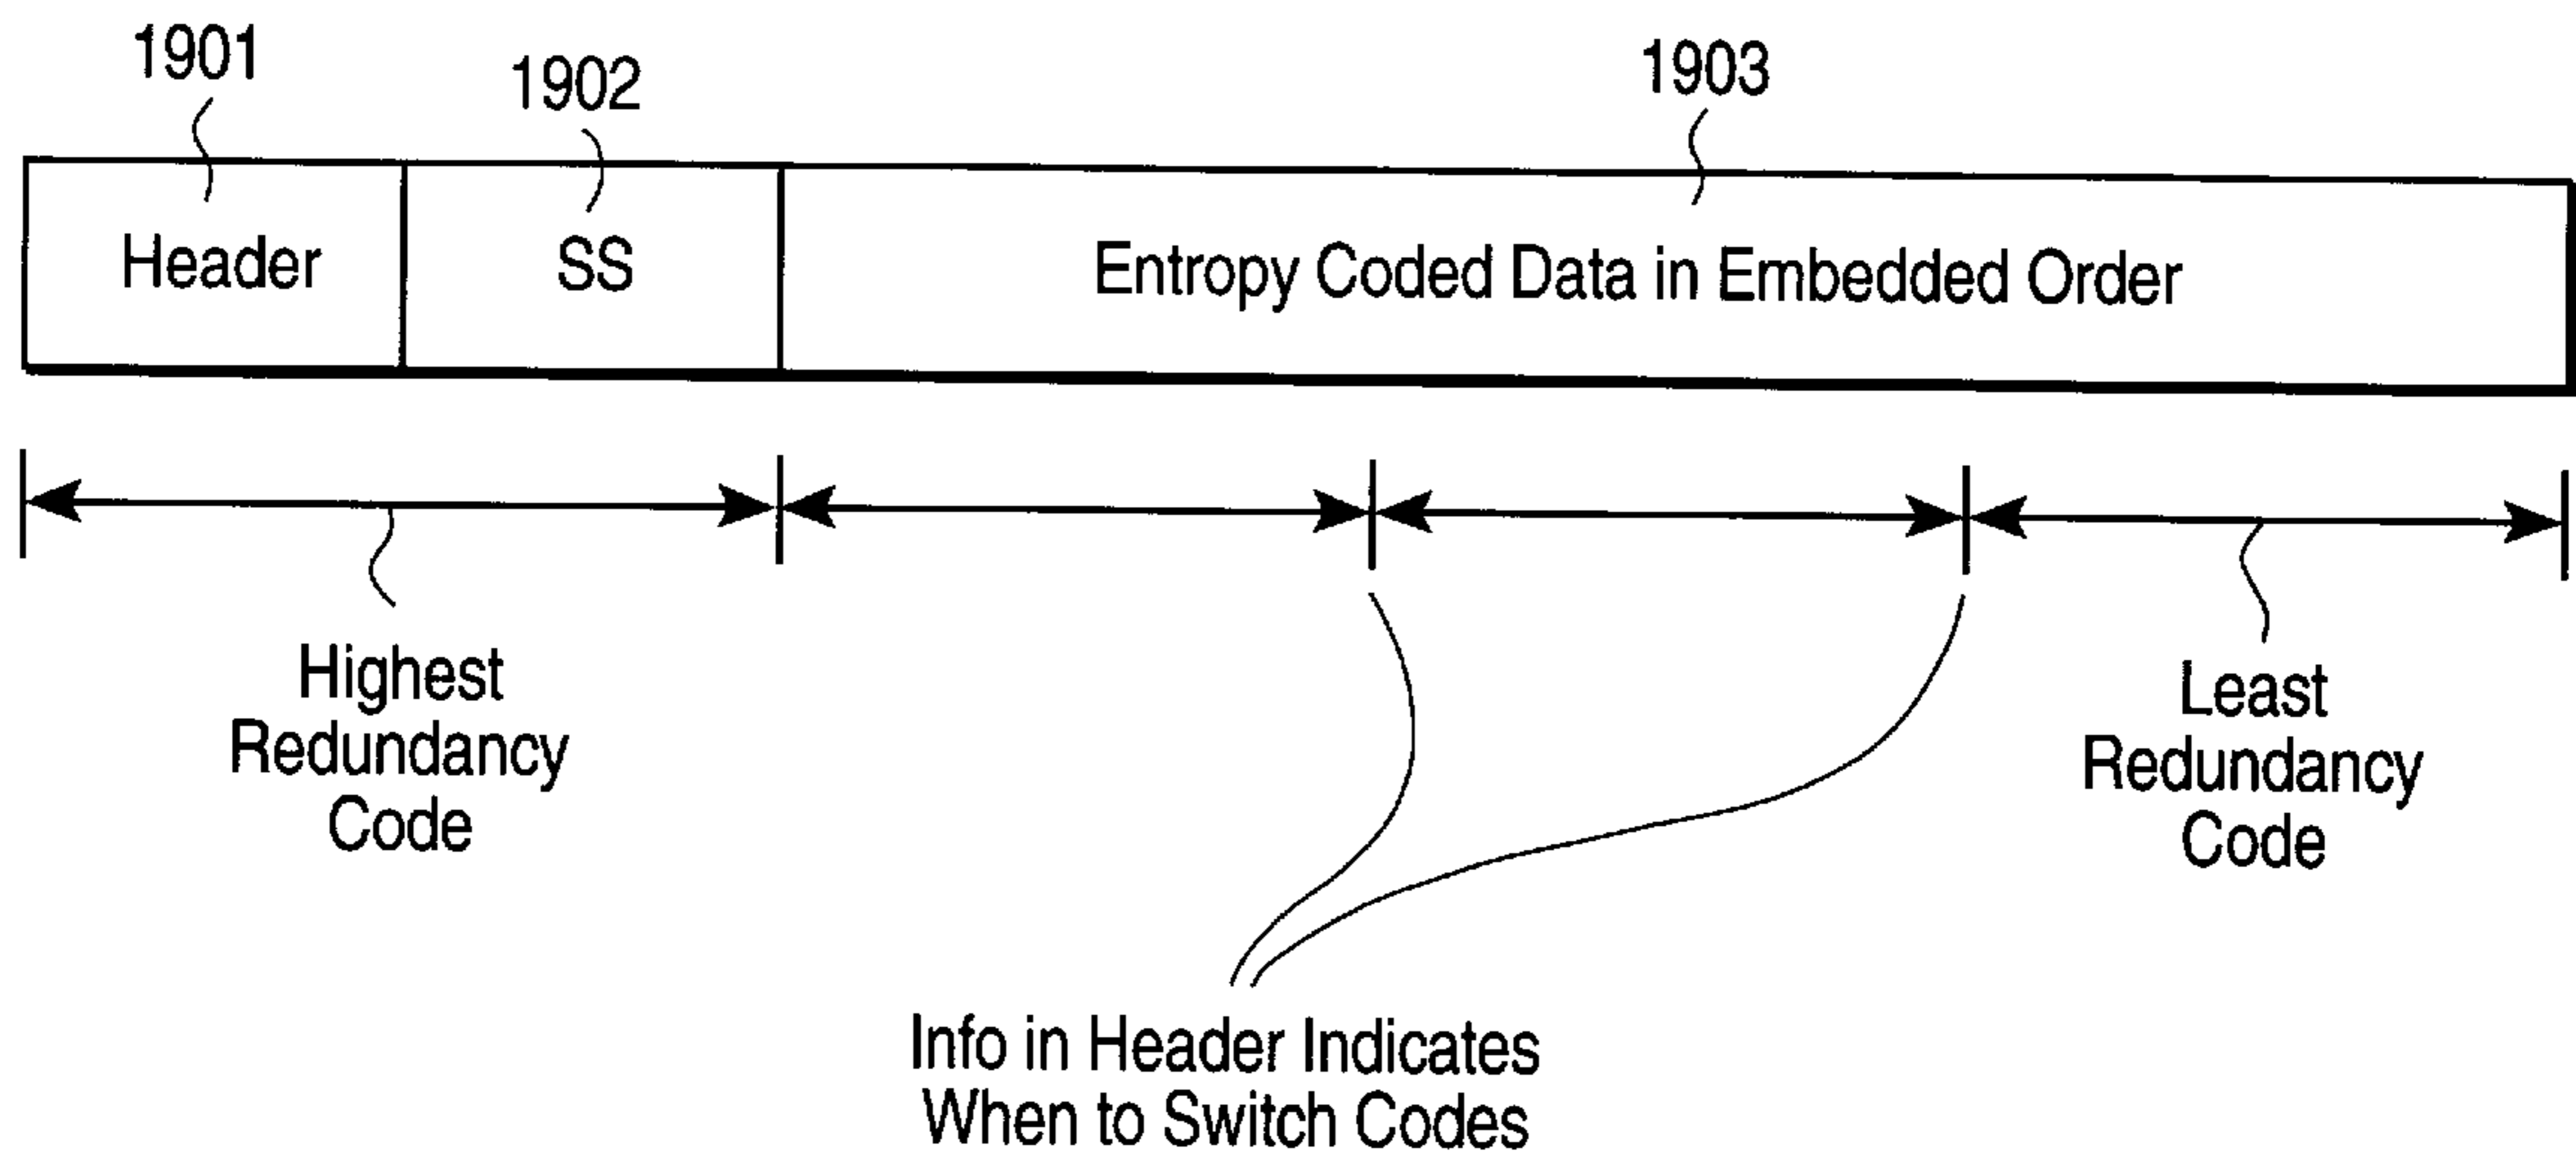 1901
1902
1903
Header
SS
Entropy Coded Data in Embedded Order
Highest
Redundancy
Code
Least
Redundancy
Code
Info in Header Indicates
When to Switch Codes